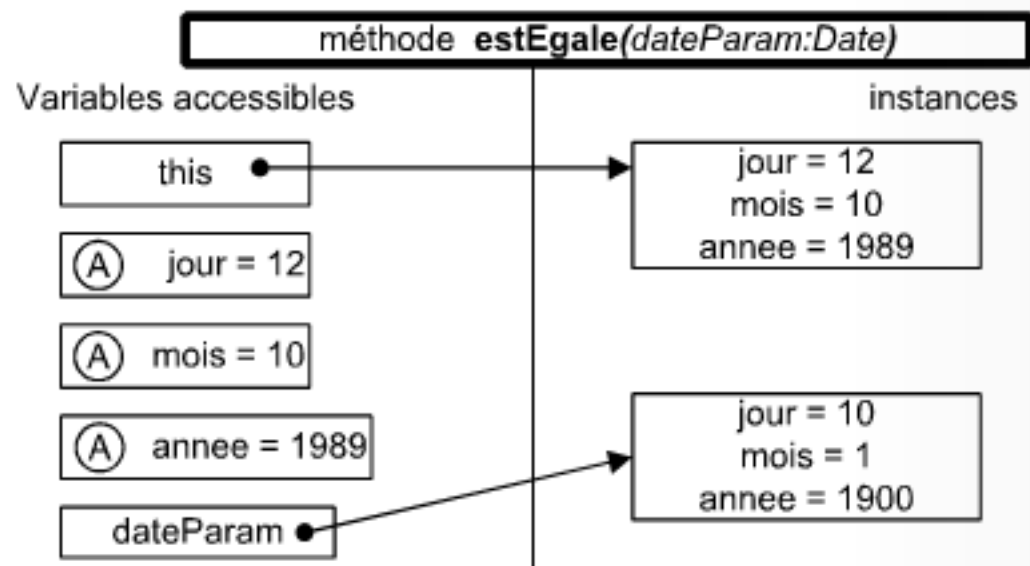 méthode estEgale(dateParam:Date)
Variables accessibles
instances
this
A jour = 12
A mois = 10
A annee = 1989
dateParam
jour = 12
mois = 10
annee = 1989
jour = 10
mois = 1
annee = 1900